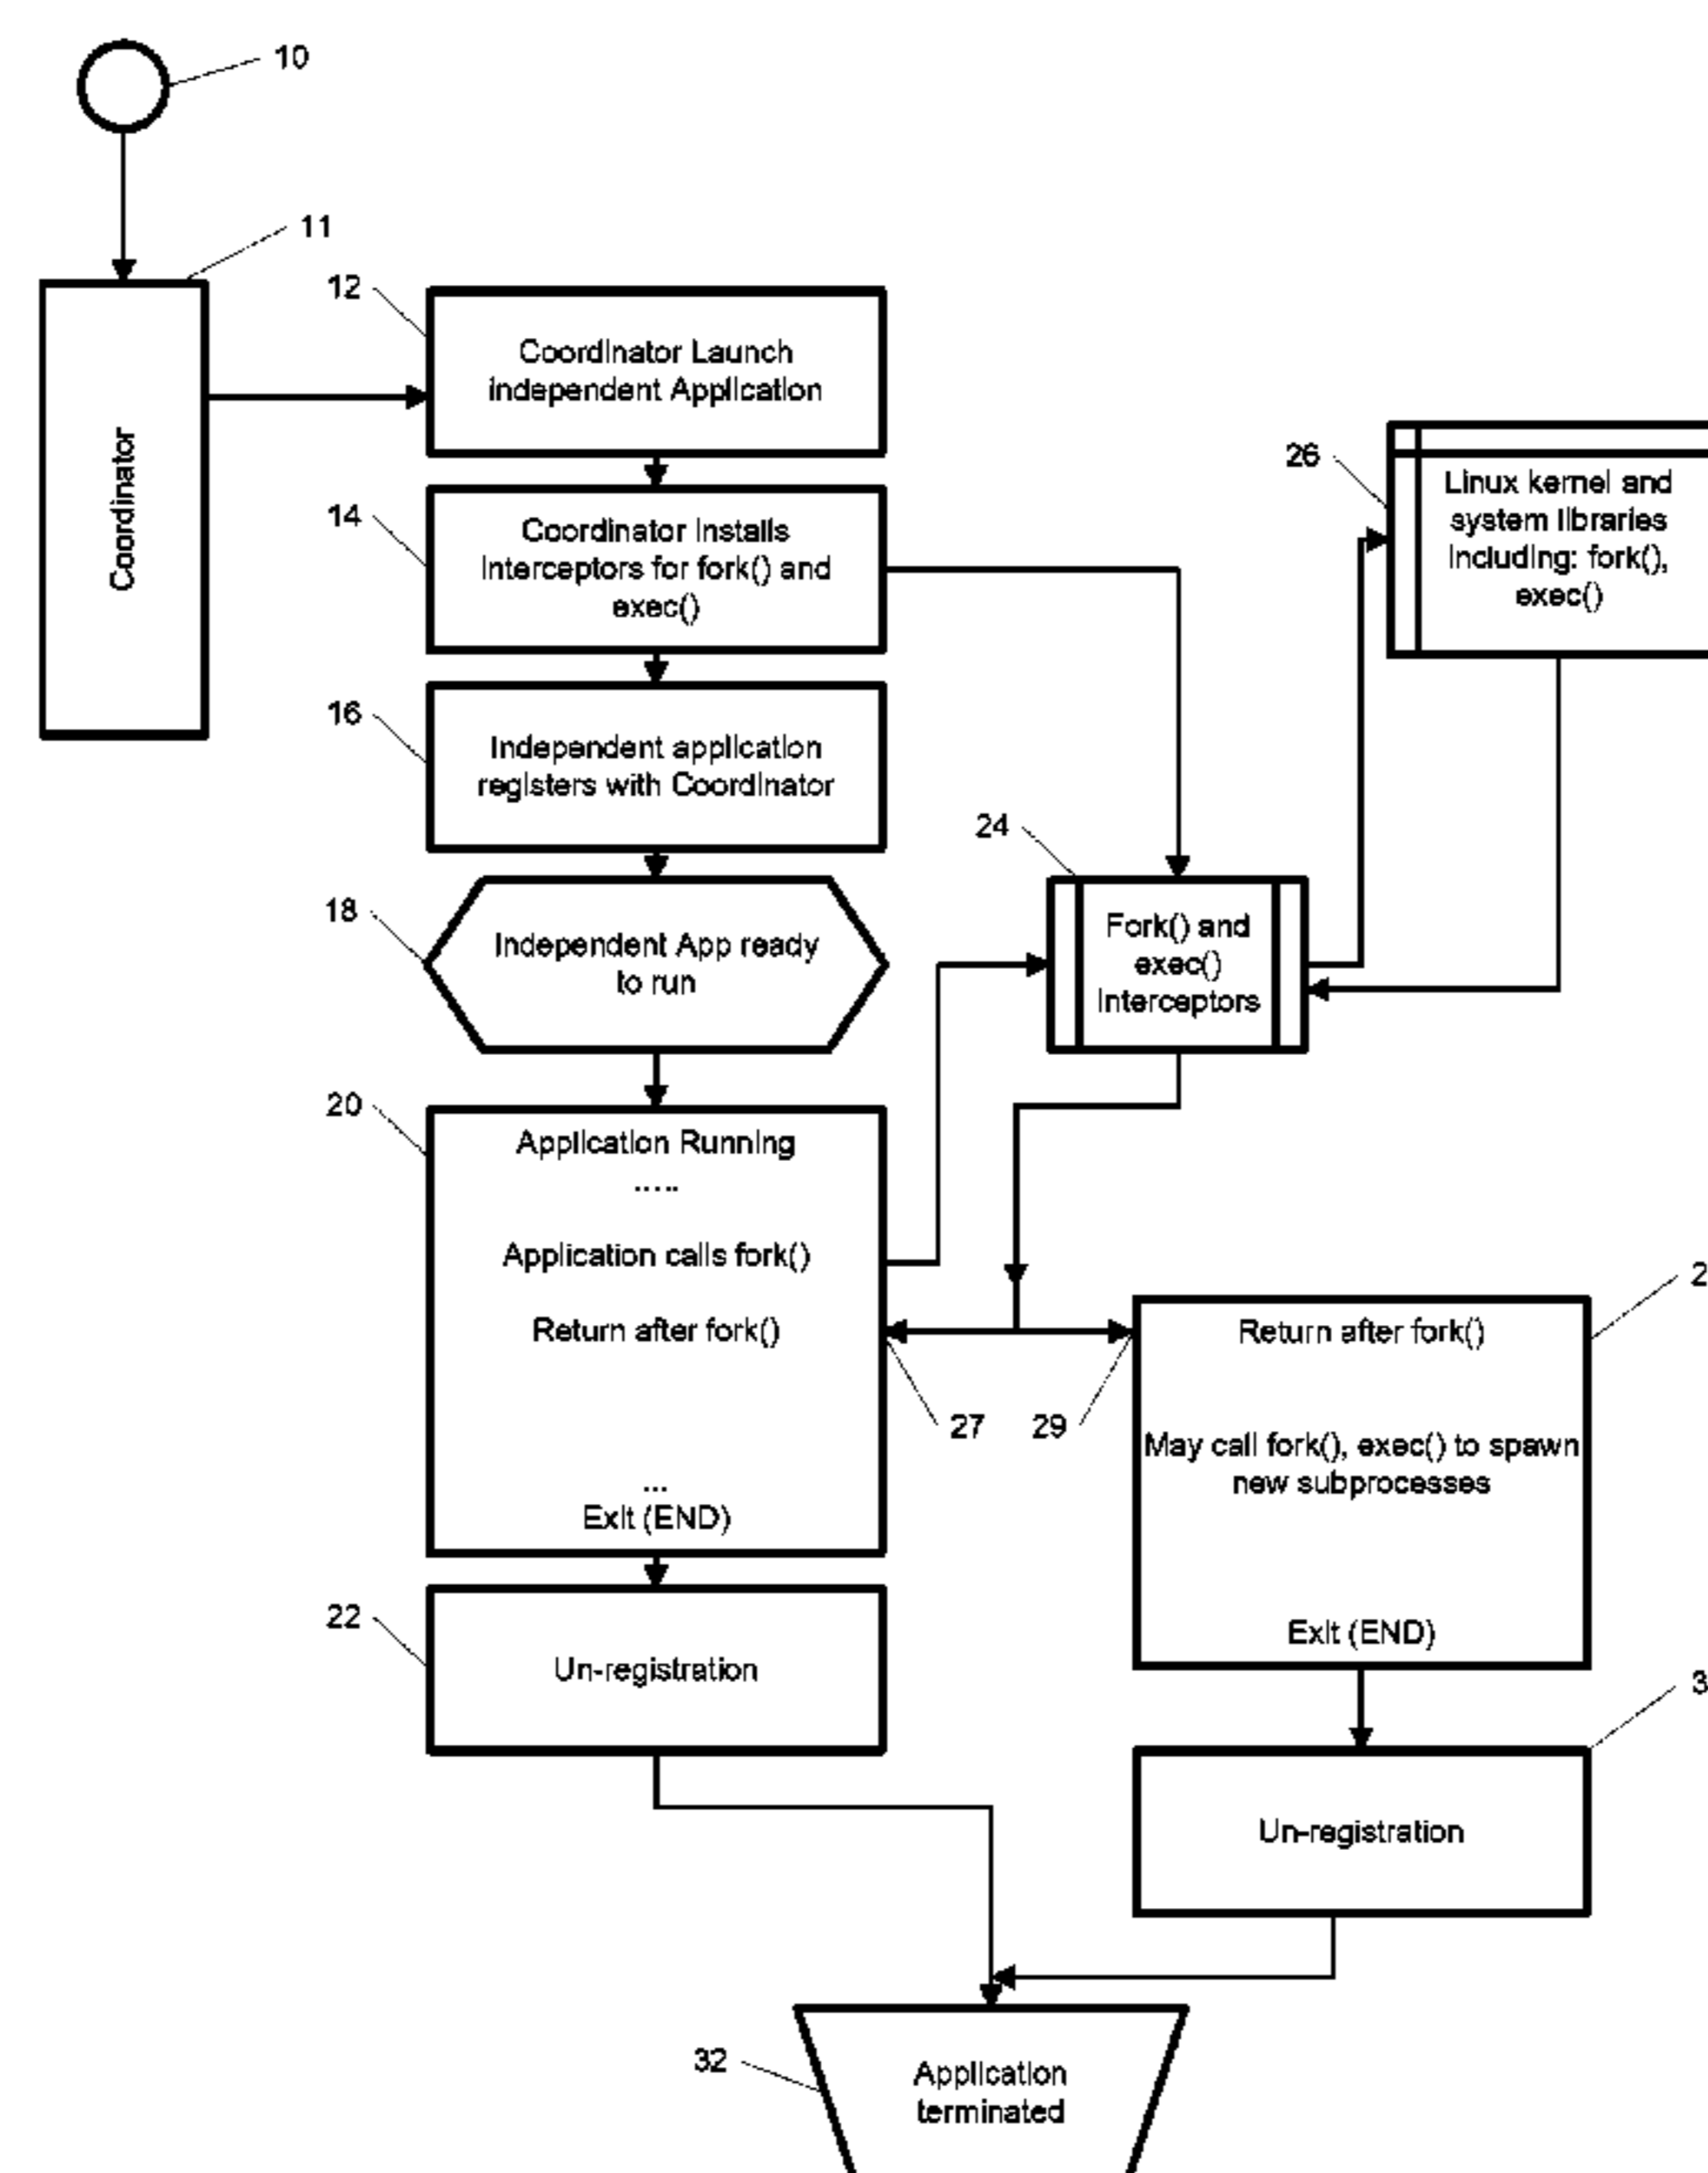 10
11
Coordinator
12
Coordinator Launch
independent Application
14
Coordinator Installs
Interceptors for fork() and
exec()
16
Independent application
registers with Coordinator
18
Independent App ready
to run
20
Application Running
.....
Application calls fork()
Return after fork()
...
Exit (END)
22
Un-registration
24
Fork() and
exec()
Interceptors
26
Linux kernel and
system libraries
Including: fork(),
exec()
27
29
2
Return after fork()
May call fork(), exec() to spawn
new subprocesses
Exit (END)
3
Un-registration
32
Application
terminated